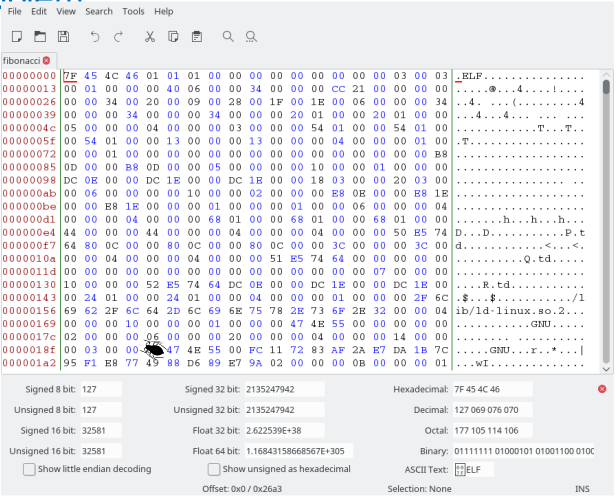 File Edit View Search Tools Help
fibonacci
00000000 7F 45 4C 46 01 01 01 00 00 00 00 00 00 00 00 00 03 00 03 .ELF...............
00000013 00 01 00 00 00 40 06 00 00 34 00 00 00 CC 21 00 00 00 00 .....@...4....!....
00000026 00 00 34 00 20 00 09 00 28 00 1F 00 1E 00 06 00 00 00 34 ..4. ...(.........4
00000039 00 00 00 34 00 00 00 34 00 00 00 20 01 00 00 20 01 00 00 ...4...4... ... ...
0000004c 05 00 00 00 04 00 00 00 03 00 00 00 54 01 00 00 54 01 00 ............T...T..
0000005f 00 54 01 00 00 13 00 00 00 13 00 00 00 04 00 00 00 01 00 .T.................
00000072 00 00 01 00 00 00 00 00 00 00 00 00 00 00 00 00 00 00 B8 ...................
00000085 0D 00 00 B8 0D 00 00 05 00 00 00 00 10 00 00 01 00 00 00 ...................
00000098 DC 0E 00 00 DC 1E 00 00 DC 1E 00 00 18 03 00 00 20 03 00
000000ab 00 06 00 00 00 00 10 00 00 02 00 00 00 E8 0E 00 00 E8 1E ...................
000000be 00 00 E8 1E 00 00 00 01 00 00 00 01 00 00 06 00 00 00 04 ...................
000000d1 00 00 00 04 00 00 00 68 01 00 00 68 01 00 00 68 01 00 00 .......h...h...h...
000000e4 44 00 00 00 44 00 00 00 04 00 00 00 04 00 00 00 50 E5 74 D...D...........P.t
000000f7 64 80 0C 00 00 80 0C 00 00 80 0C 00 00 3C 00 00 00 3C 00 d............<...<.
0000010a 00 00 04 00 00 00 04 00 00 00 51 E5 74 64 00 00 00 00 00 ..........Q.td.....
0000011d 00 00 00 00 00 00 00 00 00 00 00 00 00 00 00 07 00 00 00 ...................
00000130 10 00 00 00 52 E5 74 64 DC 0E 00 00 DC 1E 00 00 DC 1E 00 ....R.td...........
00000143 00 24 01 00 00 24 01 00 00 04 00 00 00 01 00 00 00 2F 6C .$...$.........../l
00000156 69 62 2F 6C 64 2D 6C 69 6E 75 78 2E 73 6F 2E 32 00 00 04 ib/ld-linux.so.2...
00000169 00 00 00 10 00 00 00 01 00 00 00 47 4E 55 00 00 00 00 00 ...........GNU.....
0000017c 02 00 00 00 06 00 00 00 20 00 00 00 04 00 00 00 14 00 00
0000018f 00 03 00 00 47 4E 55 00 FC 11 72 83 AF 2A E7 DA 1B 7C .....GNU...r..*...|
000001a2 95 F1 E8 77 49 88 D6 89 E7 9A 02 00 00 00 0B 00 00 00 01 ...wI..............
Signed 8 bit: 127 Signed 32 bit: 2135247942 Hexadecimal: 7F 45 4C 46
Unsigned 8 bit: 127 Unsigned 32 bit: 2135247942 Decimal: 127 069 076 070
Signed 16 bit: 32581 Float 32 bit: 2.622539E+38 Octal: 177 105 114 106
Unsigned 16 bit: 32581 Float 64 bit: 1.16843158668567E+305 Binary: 01111111 01000101 01001100 0100
Show little endian decoding Show unsigned as hexadecimal ASCII Text: ELF
Offset: 0x0 / 0x26a3 Selection: None INS